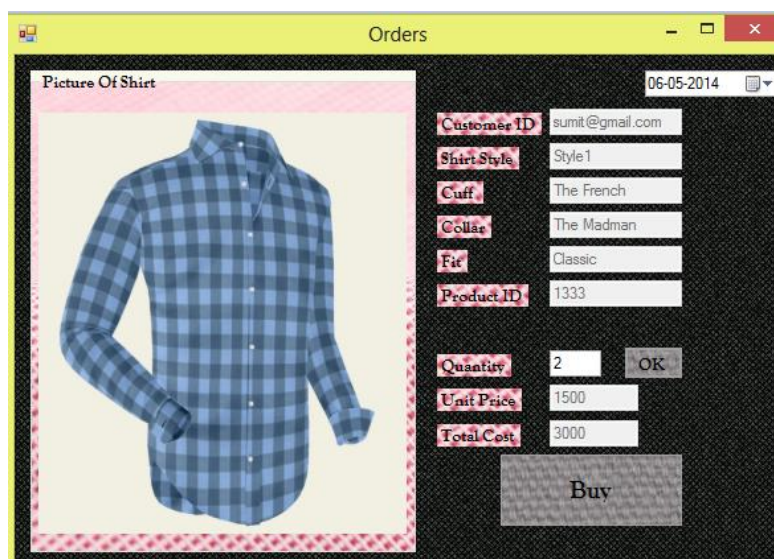 Orders
Picture Of Shirt
06-05-2014
Customer ID sumit@gmail.com
Shirt Style Style1
Cuff The French
Collar The Madman
Fit Classic
Product ID 1333
Quantity 2 OK
Unit Price 1500
Total Cost 3000
Buy